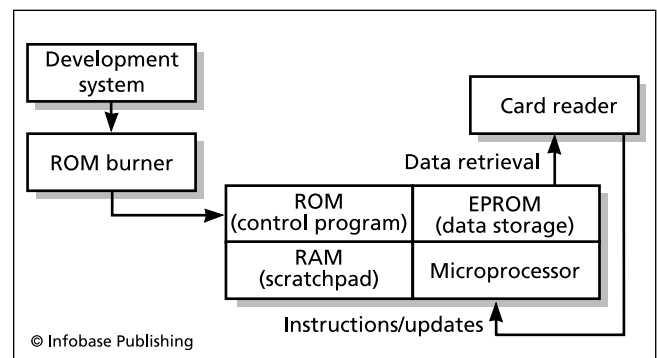 Development
system
Card reader
ROM burner
Data retrieval
ROM
(control program)
EPROM
(data storage)
RAM
(scratchpad)
Microprocessor
Instructions/updates
© Infobase Publishing